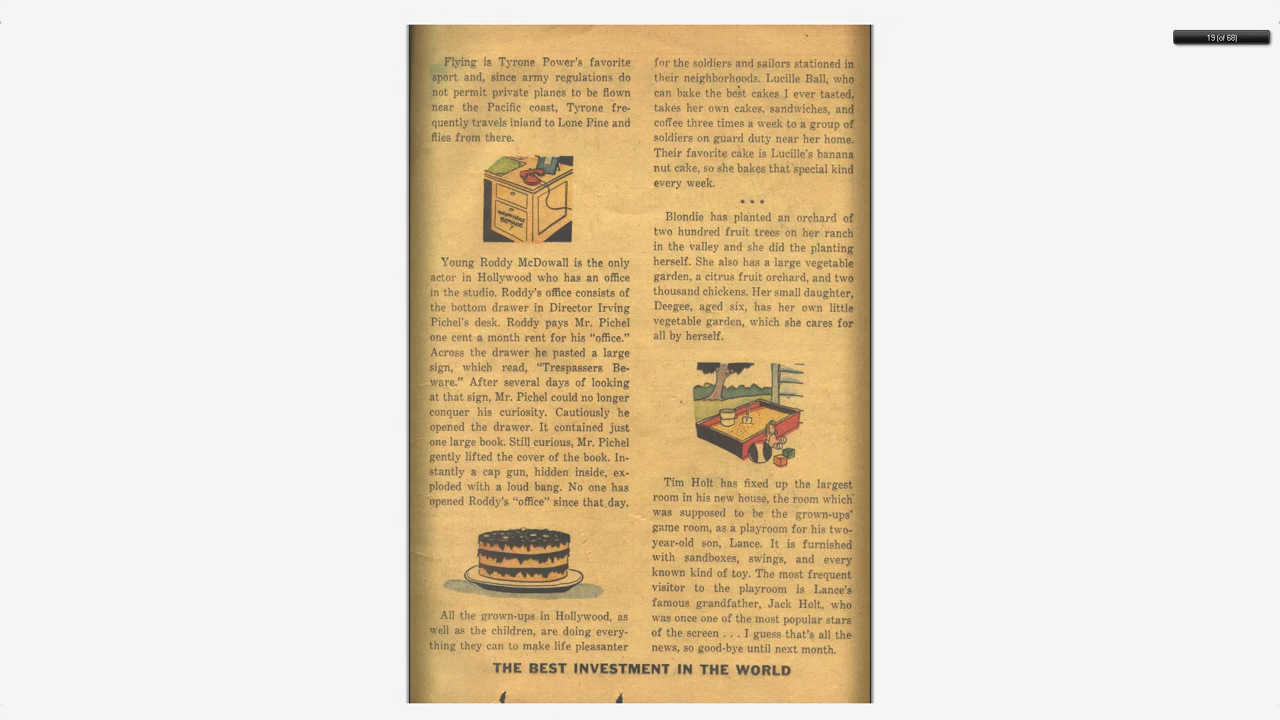 19 (of 68)
Flying is Tyrone Power's favorite
sport and, since army regulations do
not permit private planes to be flown
near the Pacific coast, Tyrone fre-
quently travels inland to Lone Pine and
flies from there.
Young Roddy McDowall is the only
actor in Hollywood who has an office
in the studio. Roddy's office consists of
the bottom drawer in Director Irving
Pichel's desk. Roddy pays Mr. Pichel
one cent a month rent for his "office."
Across the drawer he pasted a large
sign, which read, "Trespassers Be-
ware." After several days of looking
at that sign, Mr. Pichel could no longer
conquer his curiosity. Cautiously he
opened the drawer. It contained just
one large book. Still curious, Mr. Pichel
gently lifted the cover of the book. In-
stantly a cap gun, hidden inside, ex-
ploded with a loud bang. No one has
opened Roddy's "office" since that day.
All the grown-ups in Hollywood, as
well as the children, are doing every-
thing they can to make life pleasanter
for the soldiers and sailors stationed in
their neighborhoods. Lucille Ball, who
can bake the best cakes I ever tasted,
takes her own cakes, sandwiches, and
coffee three times a week to a group of
soldiers on guard duty near her home.
Their favorite cake is Lucille's banana
nut cake, so she bakes that special kind
every week.
• • •
Blondie has planted an orchard of
two hundred fruit trees on her ranch
in the valley and she did the planting
herself. She also has a large vegetable
garden, a citrus fruit orchard, and two
thousand chickens. Her small daughter,
Deegee, aged six, has her own little
vegetable garden, which she cares for
all by herself.
Tim Holt has fixed up the largest
room in his new house, the room which
was supposed to be the grown-ups'
game room, as a playroom for his two-
year-old son, Lance. It is furnished
with sandboxes, swings, and every
known kind of toy. The most frequent
visitor to the playroom is Lance's
famous grandfather, Jack Holt, who
was once one of the most popular stars
of the screen . . . I guess that's all the
news, so good-bye until next month.
THE BEST INVESTMENT IN THE WORLD